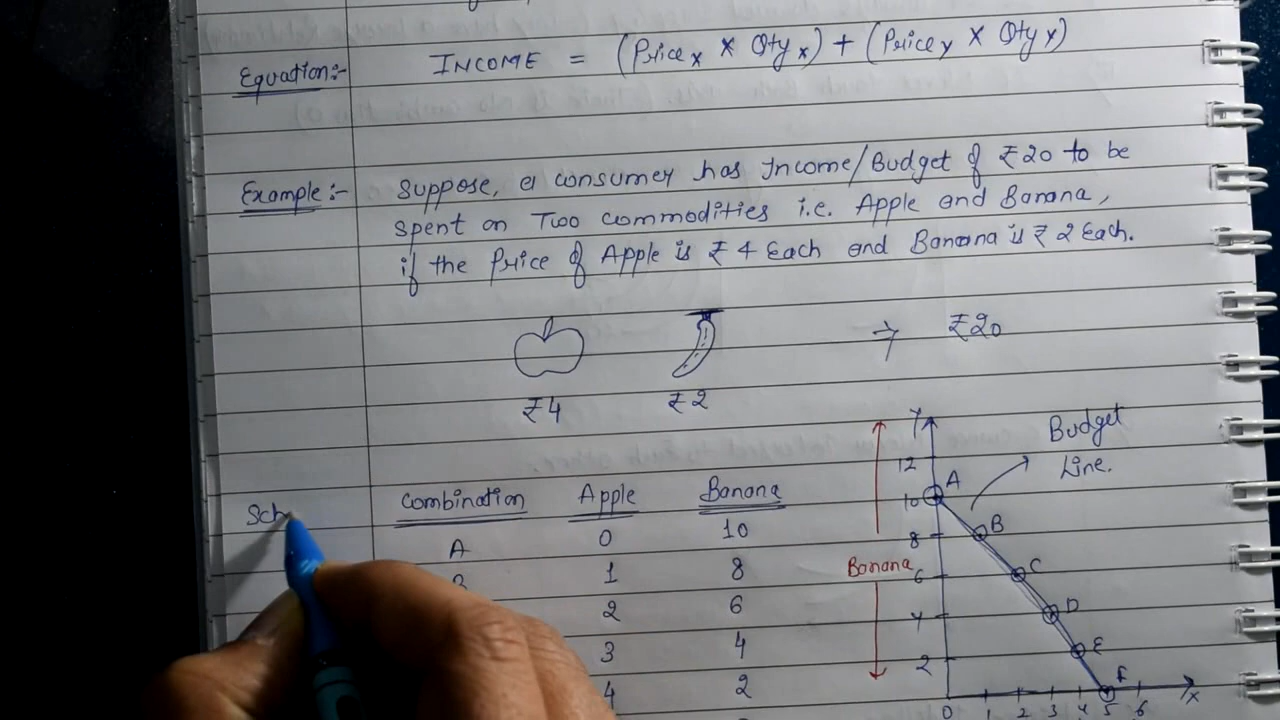 Equation:- INCOME = (Price x × Qty x) + (Price y × Qty y)
Example:- Suppose, a consumer has Income/Budget of ₹20 to be
spent on Two commodities i.e. Apple and Banana,
if the Price of Apple is ₹ 4 Each and Banana is ₹ 2 Each.
₹4 ₹2 → ₹20
Sch
Combination Apple Banana
A 0 10
B 1 8
2 6
3 4
4 2
Y
Budget
Line.
12
10 A
8 B
Banana 6 C
4 D
2 E
F
0 1 2 3 4 5 6 X